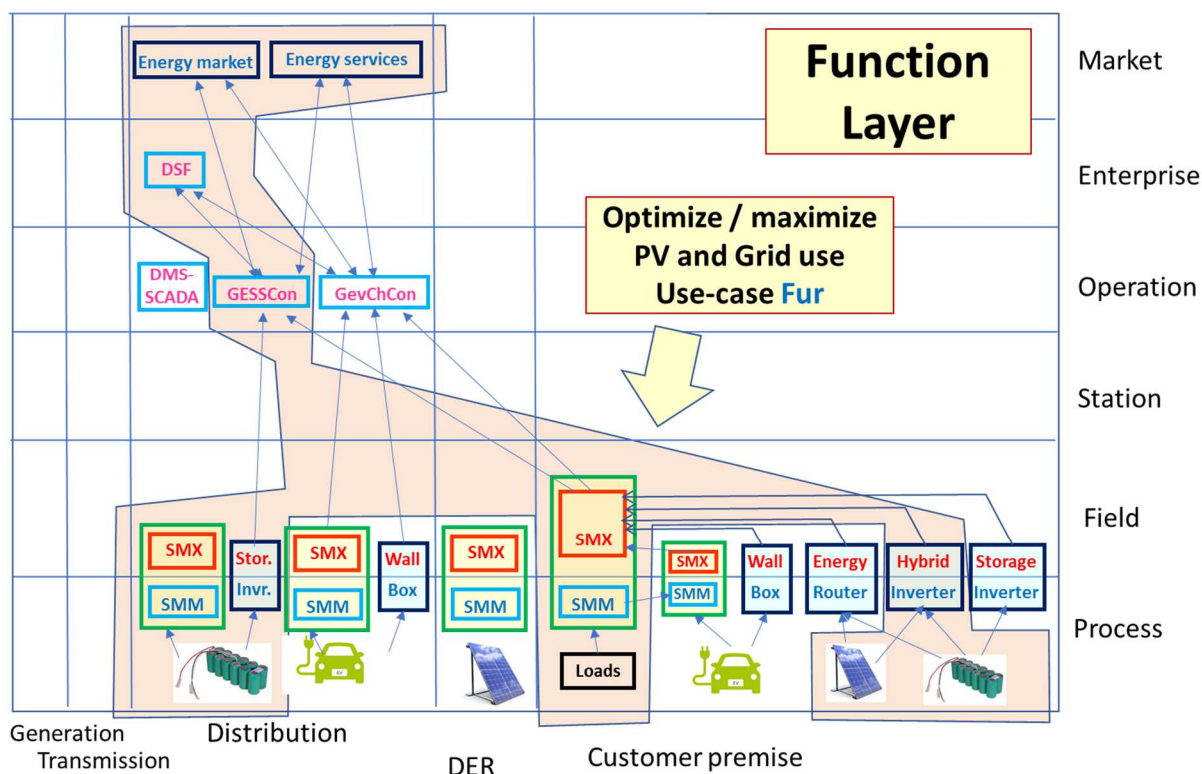 Energy market
Energy services
Function
Layer
Market
DSF
Enterprise
Optimize / maximize
PV and Grid use
Use-case Fur
DMS-
SCADA
GESSCon
GevChCon
Operation
Station
Field
SMX
SMM
Stor.
Invr.
SMX
SMM
Wall
Box
SMX
SMM
SMX
SMM
SMX
SMM
Wall
Box
Energy
Router
Hybrid
Inverter
Storage
Inverter
Process
EV
Loads
EV
Generation
Transmission
Distribution
DER
Customer premise